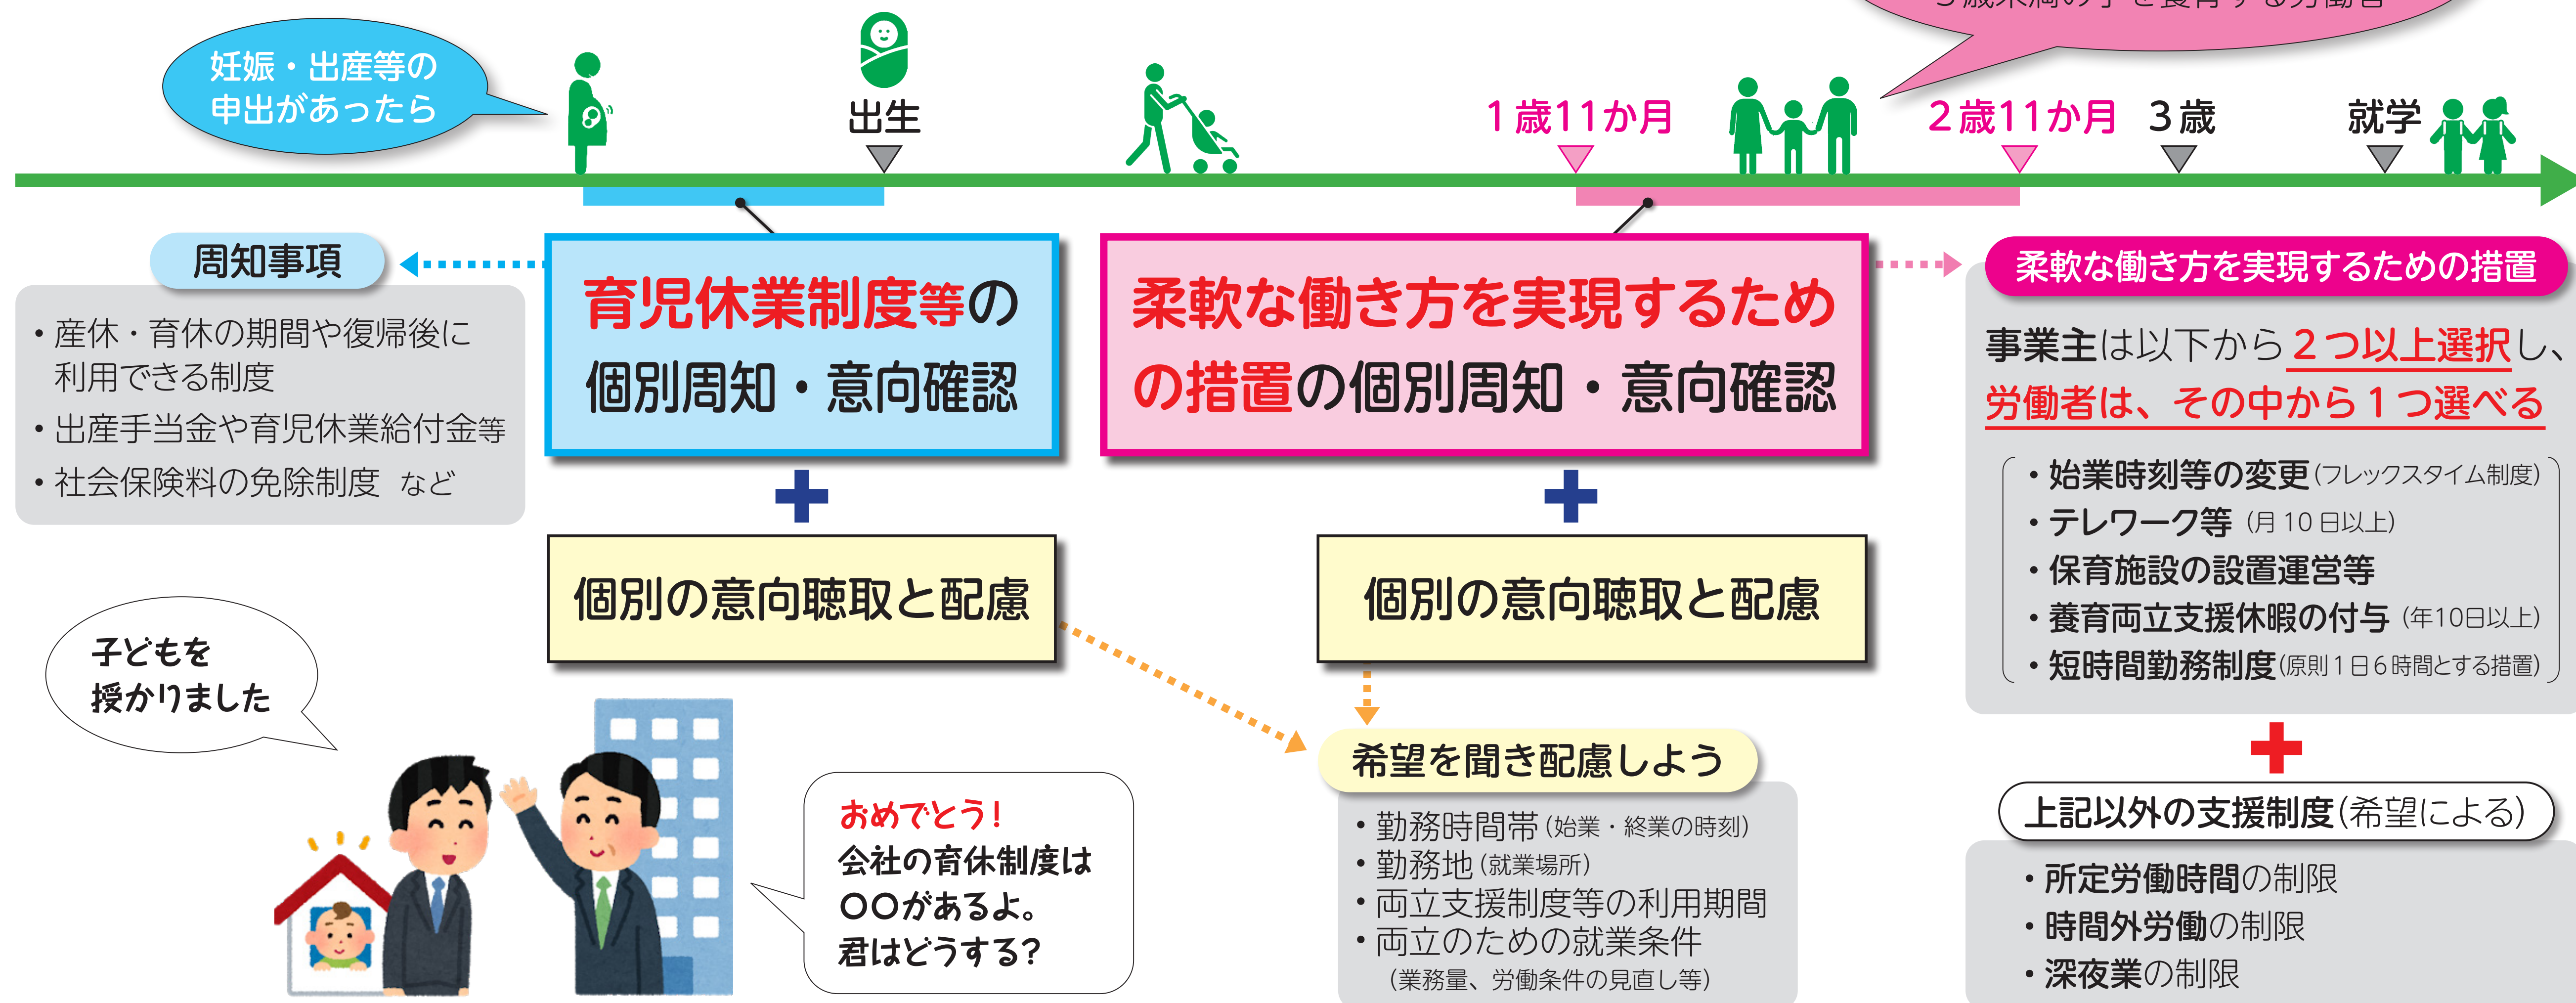 3歳未満の子を養育する労働者
妊娠・出産等の
申出があったら
出生
1歳11か月
2歳11か月
3歳
就学
周知事項
・産休・育休の期間や復帰後に
利用できる制度
・出産手当金や育児休業給付金等
・社会保険料の免除制度 など
育児休業制度等の
個別周知・意向確認
個別の意向聴取と配慮
柔軟な働き方を実現するため
の措置の個別周知・意向確認
個別の意向聴取と配慮
柔軟な働き方を実現するための措置
事業主は以下から2つ以上選択し、
労働者は、その中から1つ選べる
・始業時刻等の変更(フレックスタイム制度)
・テレワーク等(月10日以上)
・保育施設の設置運営等
・養育両立支援休暇の付与(年10日以上)
・短時間勤務制度(原則1日6時間とする措置)
上記以外の支援制度(希望による)
・所定労働時間の制限
・時間外労働の制限
・深夜業の制限
希望を聞き配慮しよう
・勤務時間帯(始業・終業の時刻)
・勤務地(就業場所)
・両立支援制度等の利用期間
・両立のための就業条件
(業務量、労働条件の見直し等)
子どもを
授かりました
おめでとう!
会社の育休制度は
〇〇があるよ。
君はどうする?